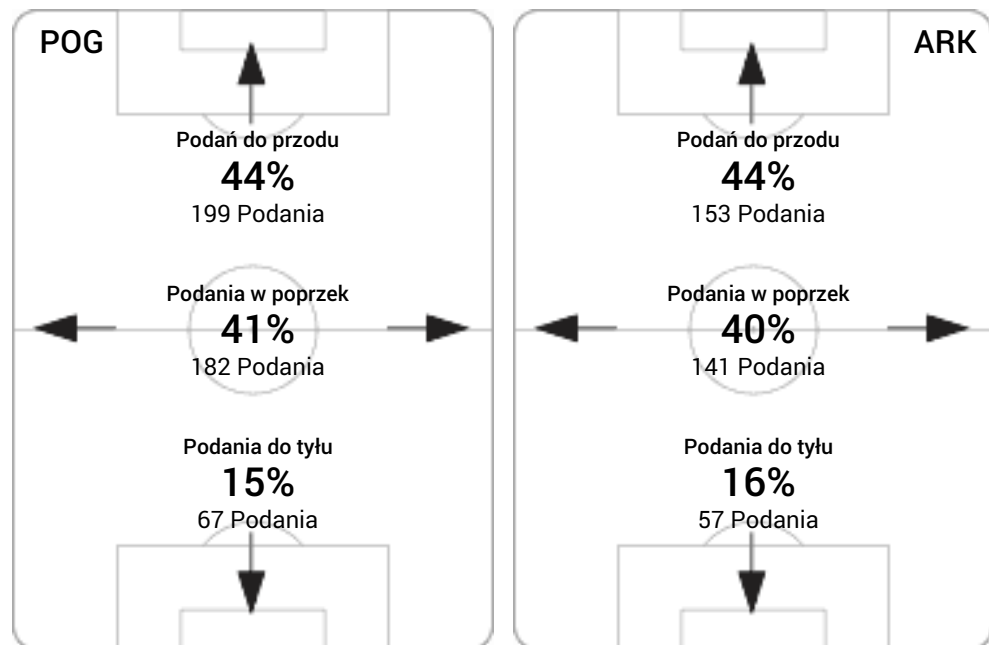 POG
Podań do przodu
44%
199 Podania
Podania w poprzek
41%
182 Podania
Podania do tyłu
15%
67 Podania
ARK
Podań do przodu
44%
153 Podania
Podania w poprzek
40%
141 Podania
Podania do tyłu
16%
57 Podania